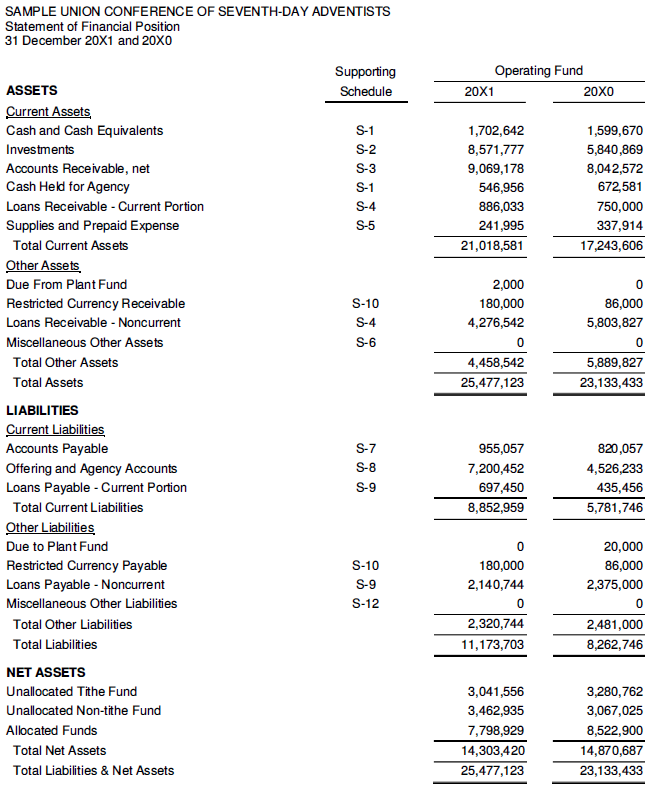 SAMPLE UNION CONFERENCE OF SEVENTH-DAY ADVENTISTS
Statement of Financial Position
31 December 20X1 and 20X0
Supporting Operating Fund
ASSETS Schedule 20X1 20X0
Current Assets
Cash and Cash Equivalents S-1 1,702,642 1,599,670
Investments S-2 8,571,777 5,840,869
Accounts Receivable, net S-3 9,069,178 8,042,572
Cash Held for Agency S-1 546,956 672,581
Loans Receivable - Current Portion S-4 886,033 750,000
Supplies and Prepaid Expense S-5 241,995 337,914
Total Current Assets 21,018,581 17,243,606
Other Assets
Due From Plant Fund 2,000 0
Restricted Currency Receivable S-10 180,000 86,000
Loans Receivable - Noncurrent S-4 4,276,542 5,803,827
Miscellaneous Other Assets S-6 0 0
Total Other Assets 4,458,542 5,889,827
Total Assets 25,477,123 23,133,433
LIABILITIES
Current Liabilities
Accounts Payable S-7 955,057 820,057
Offering and Agency Accounts S-8 7,200,452 4,526,233
Loans Payable - Current Portion S-9 697,450 435,456
Total Current Liabilities 8,852,959 5,781,746
Other Liabilities
Due to Plant Fund 0 20,000
Restricted Currency Payable S-10 180,000 86,000
Loans Payable - Noncurrent S-9 2,140,744 2,375,000
Miscellaneous Other Liabilities S-12 0 0
Total Other Liabilities 2,320,744 2,481,000
Total Liabilities 11,173,703 8,262,746
NET ASSETS
Unallocated Tithe Fund 3,041,556 3,280,762
Unallocated Non-tithe Fund 3,462,935 3,067,025
Allocated Funds 7,798,929 8,522,900
Total Net Assets 14,303,420 14,870,687
Total Liabilities & Net Assets 25,477,123 23,133,433